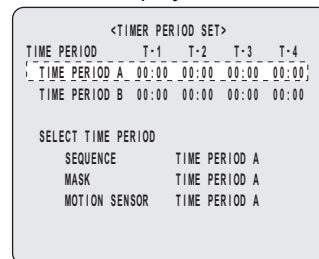 <TIMER PERIOD SET>
TIME PERIOD T-1 T-2 T-3 T-4
TIME PERIOD A 00:00 00:00 00:00 00:00
TIME PERIOD B 00:00 00:00 00:00 00:00
SELECT TIME PERIOD
SEQUENCE TIME PERIOD A
MASK TIME PERIOD A
MOTION SENSOR TIME PERIOD A